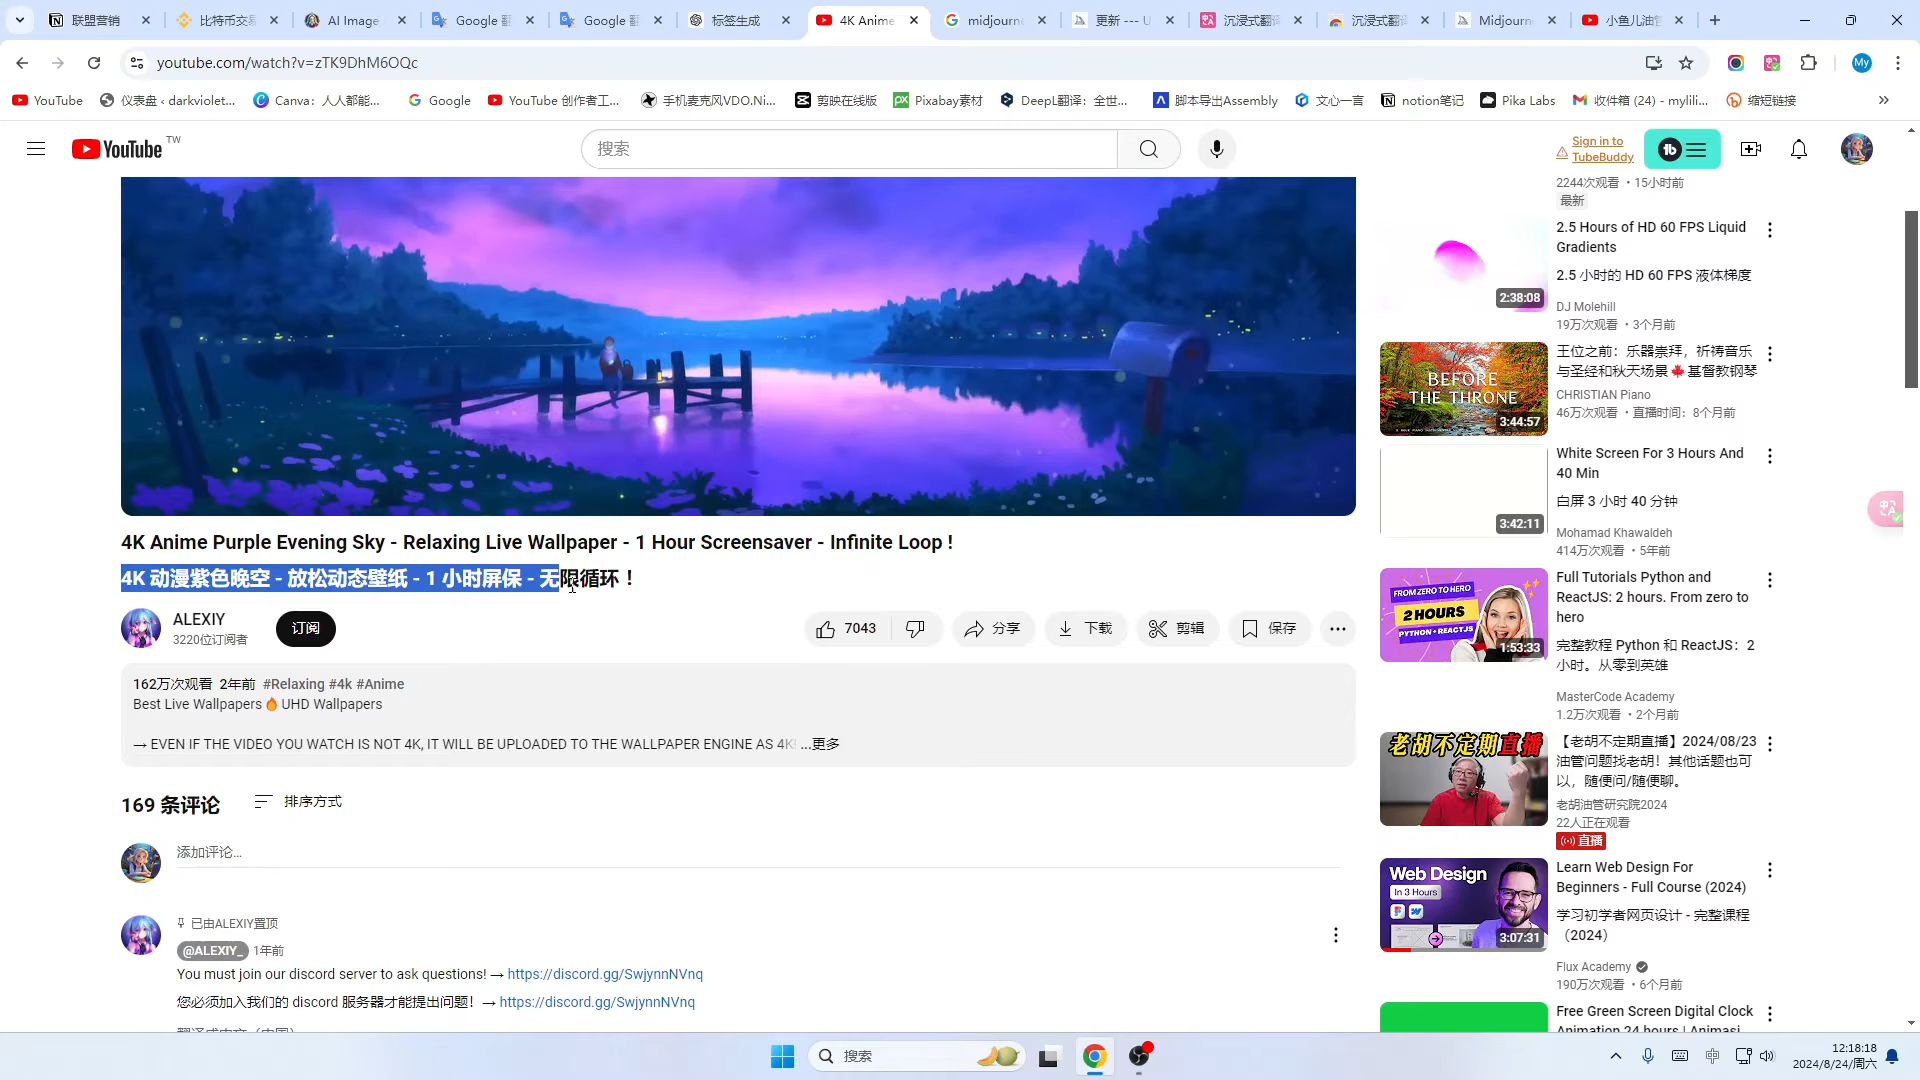 联盟营销
比特币交易
AI Image
Google 翻
Google 翻
标签生成
4K Anime
midjourne
更新 --- U
沉浸式翻译
沉浸式翻译
Midjourn
小鱼儿油管
youtube.com/watch?v=zTK9DhM6OQc
My
YouTube
仪表盘 ‹ darkviolet...
Canva：人人都能...
Google
YouTube 创作者工...
手机麦克风VDO.Ni...
剪映在线版
Pixabay素材
DeepL翻译：全世...
脚本导出Assembly
文心一言
notion笔记
Pika Labs
收件箱 (24) - mylili...
缩短链接
YouTube TW
搜索
Sign in to
TubeBuddy
2244次观看 • 15小时前
最新
2.5 Hours of HD 60 FPS Liquid
Gradients
2.5 小时的 HD 60 FPS 液体梯度
2:38:08
DJ Molehill
19万次观看 • 3个月前
BEFORE
THE THRONE
3:44:57
王位之前：乐器崇拜，祈祷音乐
与圣经和秋天场景🍁基督教钢琴
CHRISTIAN Piano
46万次观看 • 直播时间：8个月前
White Screen For 3 Hours And
40 Min
白屏 3 小时 40 分钟
3:42:11
Mohamad Khawaldeh
414万次观看 • 5年前
4K Anime Purple Evening Sky - Relaxing Live Wallpaper - 1 Hour Screensaver - Infinite Loop !
4K 动漫紫色晚空 - 放松动态壁纸 - 1 小时屏保 - 无限循环！
ALEXIY
3220位订阅者
订阅
7043
分享
下载
剪辑
保存
162万次观看 2年前 #Relaxing #4k #Anime
Best Live Wallpapers🔥UHD Wallpapers
→ EVEN IF THE VIDEO YOU WATCH IS NOT 4K, IT WILL BE UPLOADED TO THE WALLPAPER ENGINE AS 4K! ...更多
169 条评论
排序方式
添加评论...
已由ALEXIY置顶
@ALEXIY_ 1年前
You must join our discord server to ask questions! → https://discord.gg/SwjynnNVnq
您必须加入我们的 discord 服务器才能提出问题！→ https://discord.gg/SwjynnNVnq
FROM ZERO TO HERO
2 HOURS
PYTHON + REACTJS
1:53:33
Full Tutorials Python and
ReactJS: 2 hours. From zero to
hero
完整教程 Python 和 ReactJS：2
小时。从零到英雄
MasterCode Academy
1.2万次观看 • 2个月前
老胡不定期直播
【老胡不定期直播】2024/08/23
油管问题找老胡！其他话题也可
以，随便问/随便聊。
老胡油管研究院2024
22人正在观看
直播
Web Design
In 3 Hours
3:07:31
Learn Web Design For
Beginners - Full Course (2024)
学习初学者网页设计 - 完整课程
（2024）
Flux Academy
190万次观看 • 6个月前
Free Green Screen Digital Clock
Animation 24 hours | Animasi
搜索
中
12:18:18
2024/8/24/周六